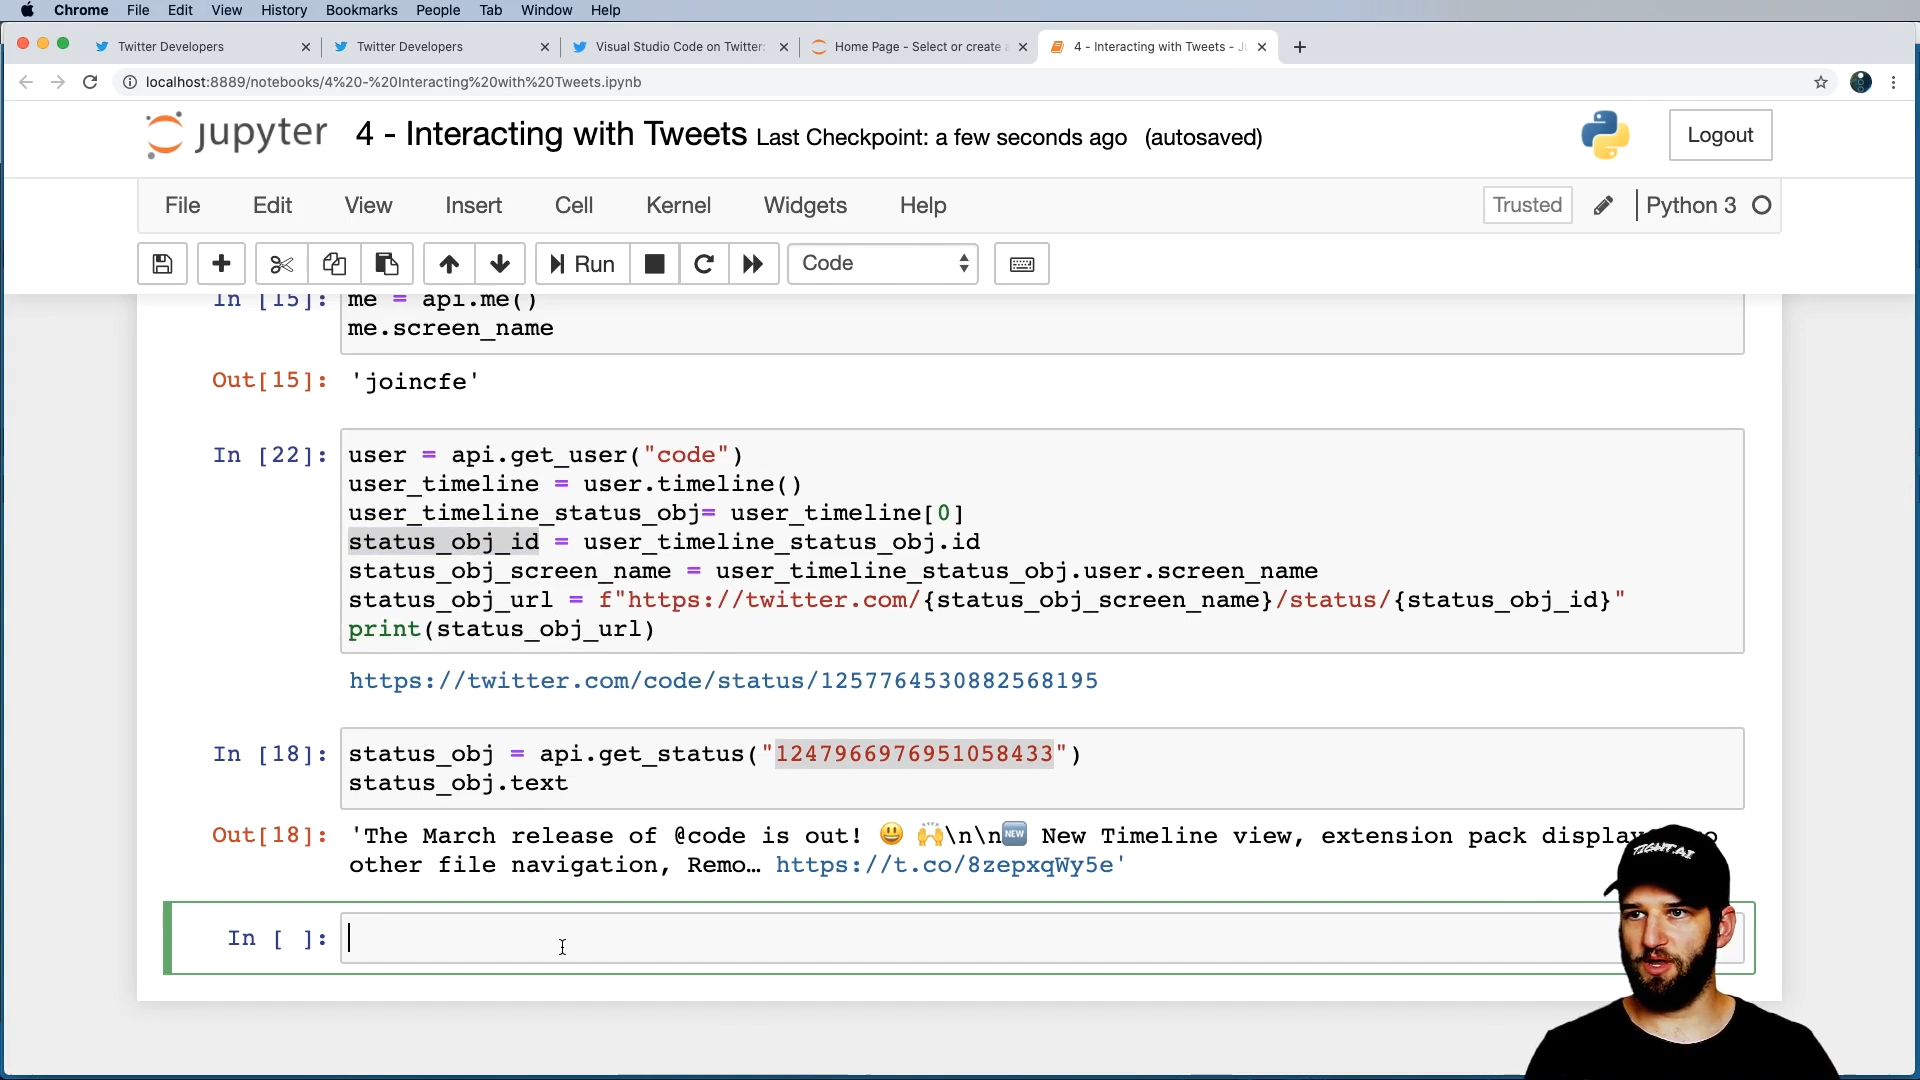 Chrome File Edit View History Bookmarks People Tab Window Help
Twitter Developers Twitter Developers Visual Studio Code on Twitter: Home Page - Select or create a 4 - Interacting with Tweets - Ju
localhost:8889/notebooks/4%20-%20Interacting%20with%20Tweets.ipynb
jupyter 4 - Interacting with Tweets Last Checkpoint: a few seconds ago (autosaved) Logout
File Edit View Insert Cell Kernel Widgets Help Trusted Python 3
Run Code
In [15]: me = api.me()
me.screen_name
Out[15]: 'joincfe'
In [22]: user = api.get_user("code")
user_timeline = user.timeline()
user_timeline_status_obj= user_timeline[0]
status_obj_id = user_timeline_status_obj.id
status_obj_screen_name = user_timeline_status_obj.user.screen_name
status_obj_url = f"https://twitter.com/{status_obj_screen_name}/status/{status_obj_id}"
print(status_obj_url)
https://twitter.com/code/status/1257764530882568195
In [18]: status_obj = api.get_status("1247966976951058433")
status_obj.text
Out[18]: 'The March release of @code is out! 😃 🙌\n\n🆕 New Timeline view, extension pack display
other file navigation, Remo… https://t.co/8zepxqWy5e'
In [ ]:
TIGHT.AI